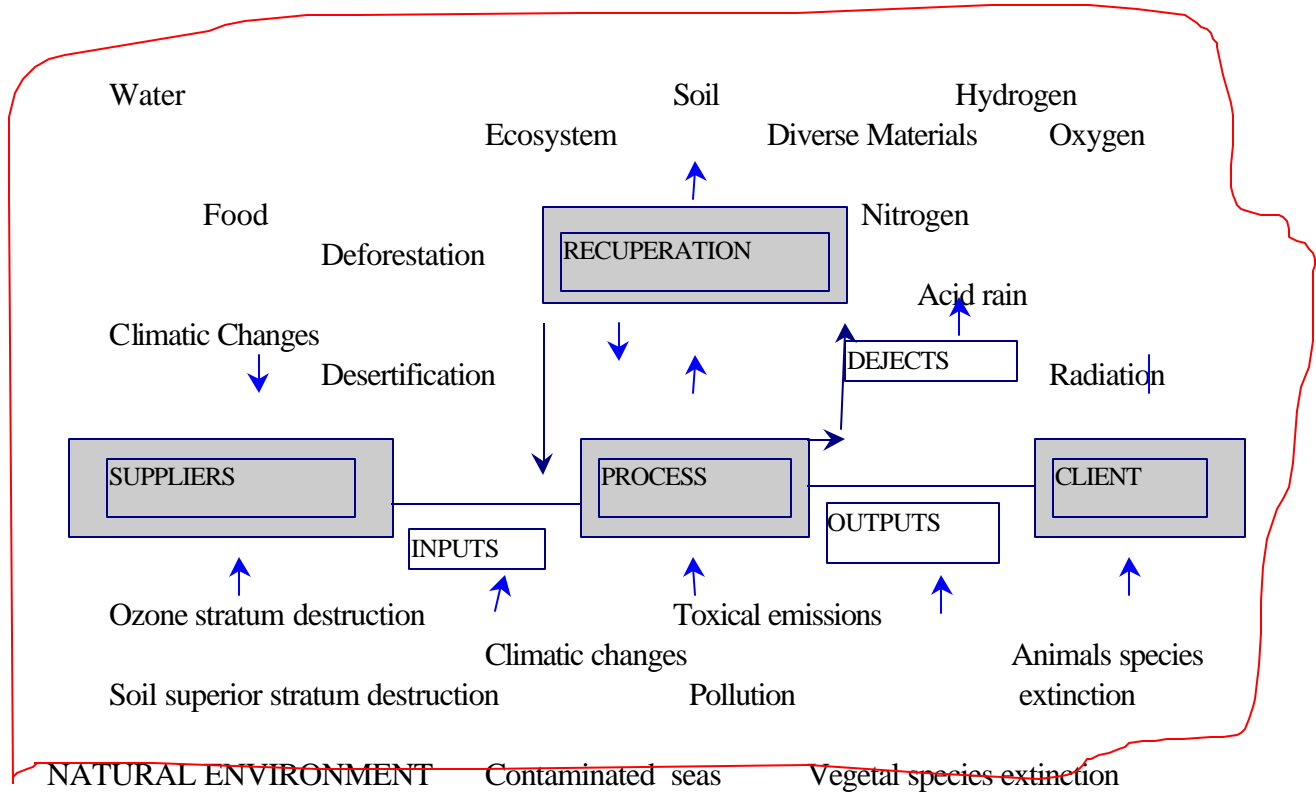 Water Soil Hydrogen
Ecosystem Diverse Materials Oxygen
Food Nitrogen
Deforestation RECUPERATION
Acid rain
Climatic Changes
DEJECTS
Desertification Radiation
SUPPLIERS PROCESS CLIENT
OUTPUTS
INPUTS
Ozone stratum destruction Toxical emissions
Climatic changes Animals species
Soil superior stratum destruction Pollution extinction
NATURAL ENVIRONMENT Contaminated seas Vegetal species extinction